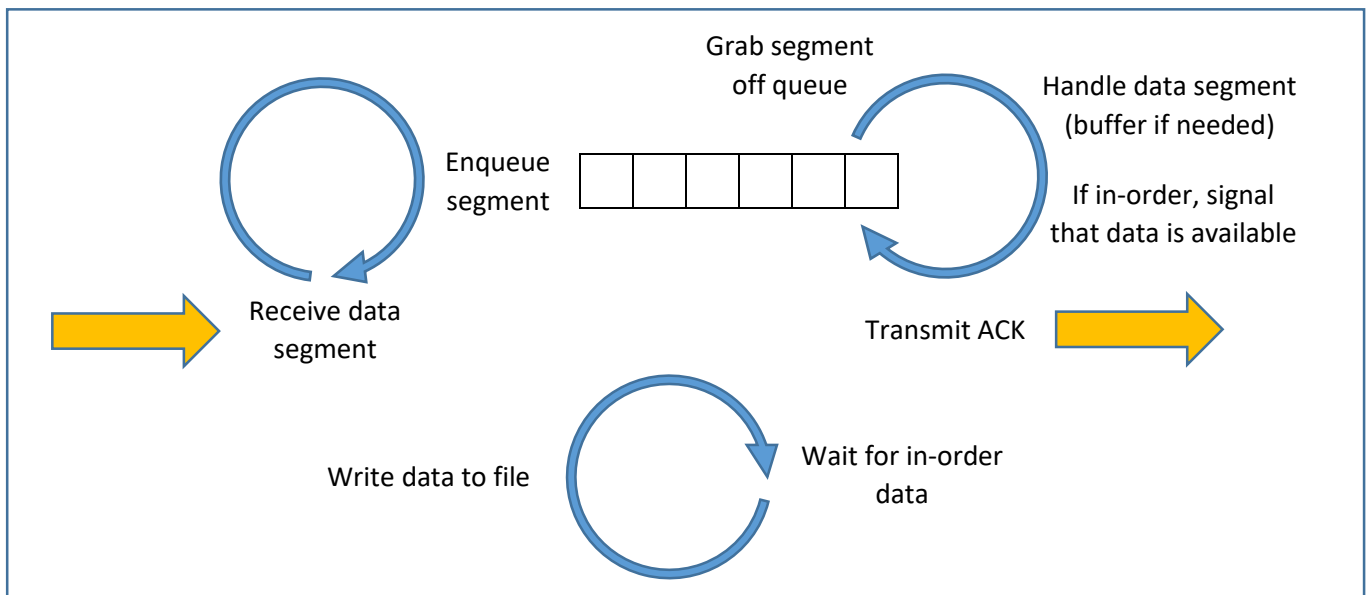 Grab segment
off queue
Handle data segment
(buffer if needed)
Enqueue
segment
If in-order, signal
that data is available
Receive data
segment
Transmit ACK
Write data to file
Wait for in-order
data